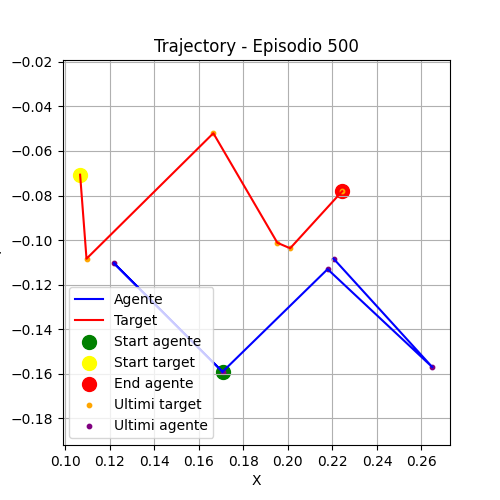 Trajectory - Episodio 500
−0.02
−0.04
−0.06
−0.08
−0.10
−0.12
−0.14
−0.16
−0.18
Agente
Target
Start agente
Start target
End agente
Ultimi target
Ultimi agente
0.10 0.12 0.14 0.16 0.18 0.20 0.22 0.24 0.26
X